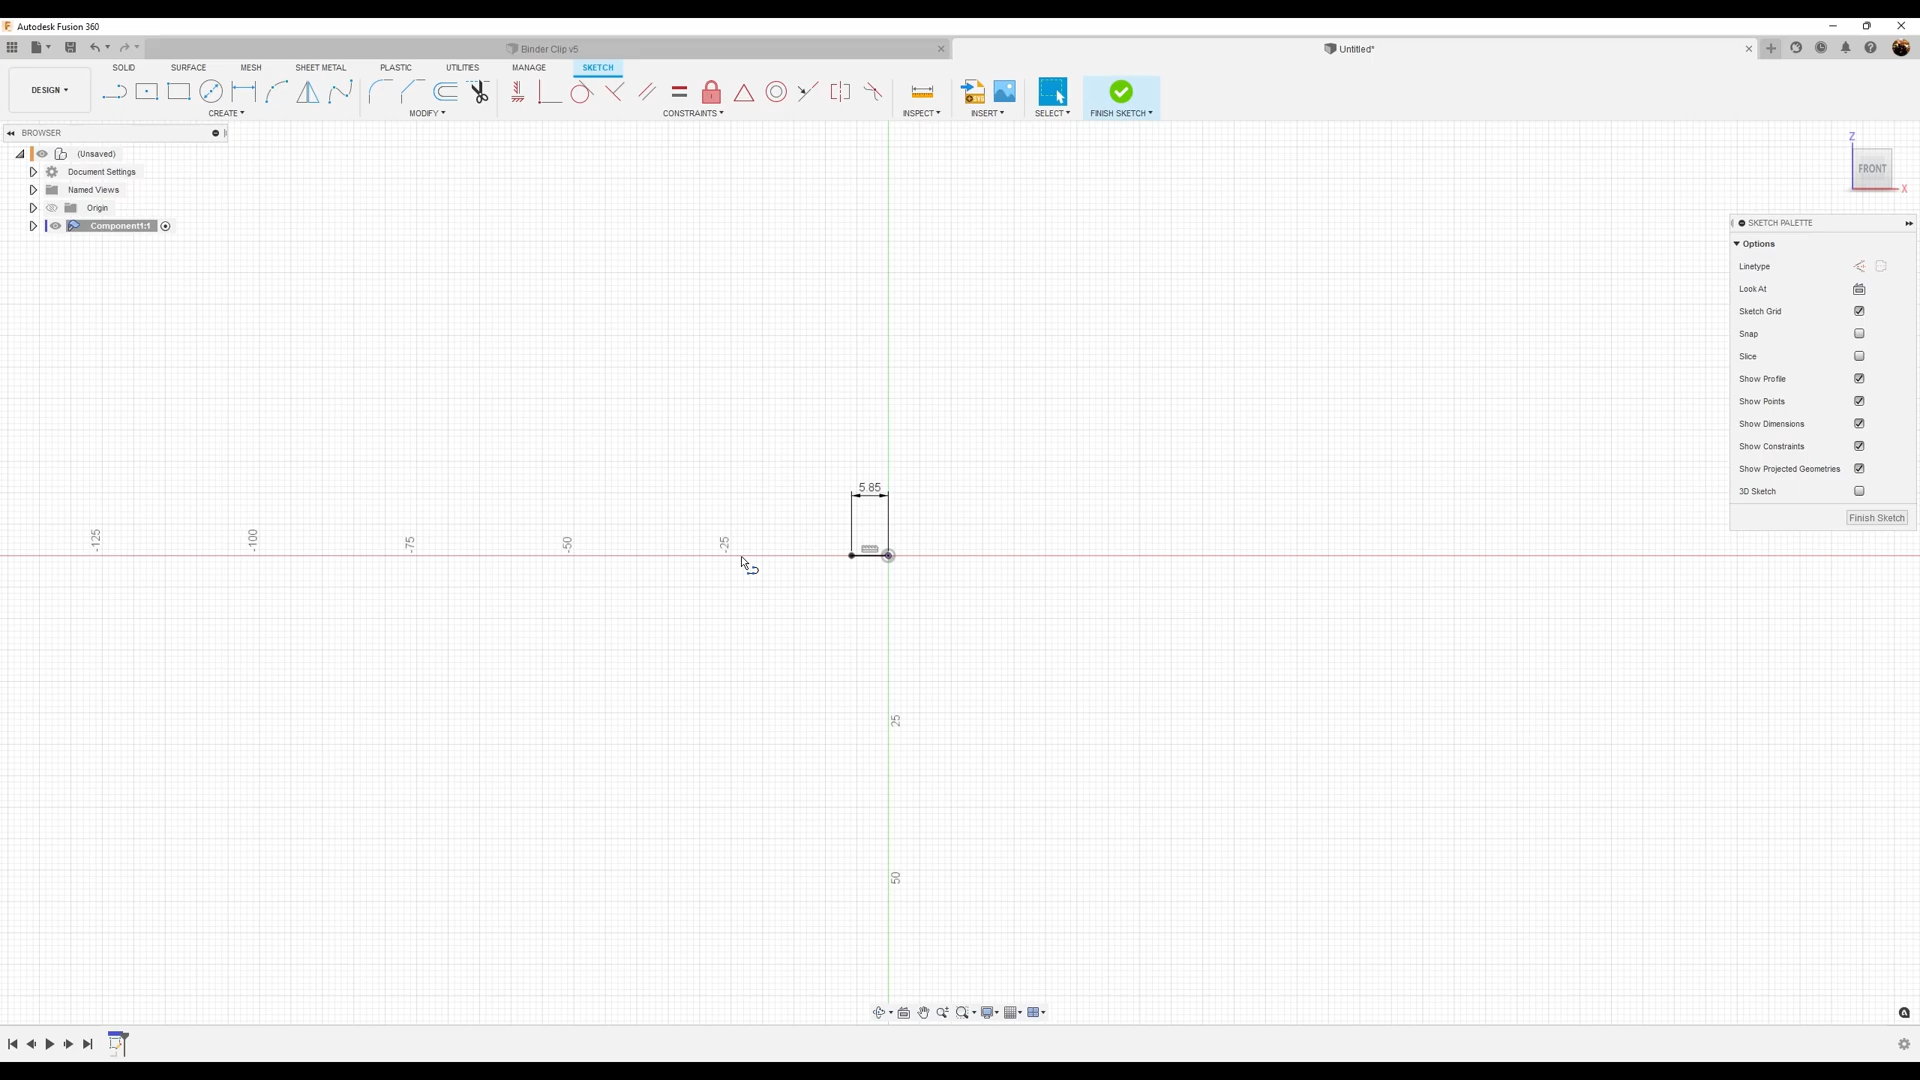 Autodesk Fusion 360
Binder Clip v5
Untitled*
DESIGN
SOLID SURFACE MESH SHEET METAL PLASTIC UTILITIES MANAGE SKETCH
CREATE MODIFY CONSTRAINTS INSPECT INSERT SELECT FINISH SKETCH
BROWSER
(Unsaved)
Document Settings
Named Views
Origin
Component1:1
Z
FRONT
X
SKETCH PALETTE
Options
Linetype
Look At
Sketch Grid
Snap
Slice
Show Profile
Show Points
Show Dimensions
Show Constraints
Show Projected Geometries
3D Sketch
Finish Sketch
5.85
-125 -100 -75 -50 -25
25
50